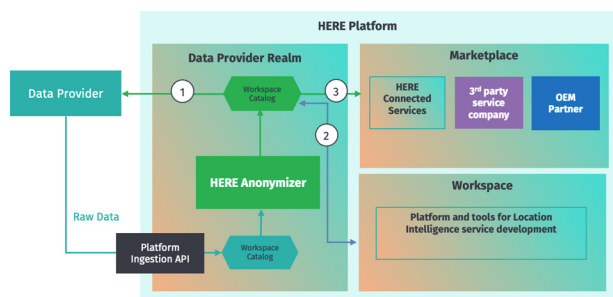 HERE Platform
Data Provider Realm
Marketplace
Data Provider
1
Workspace
Catalog
3
HERE
Connected
Services
3rd party
service
company
OEM
Partner
2
HERE Anonymizer
Workspace
Raw Data
Platform and tools for Location
Intelligence service development
Platform
Ingestion API
Workspace
Catalog